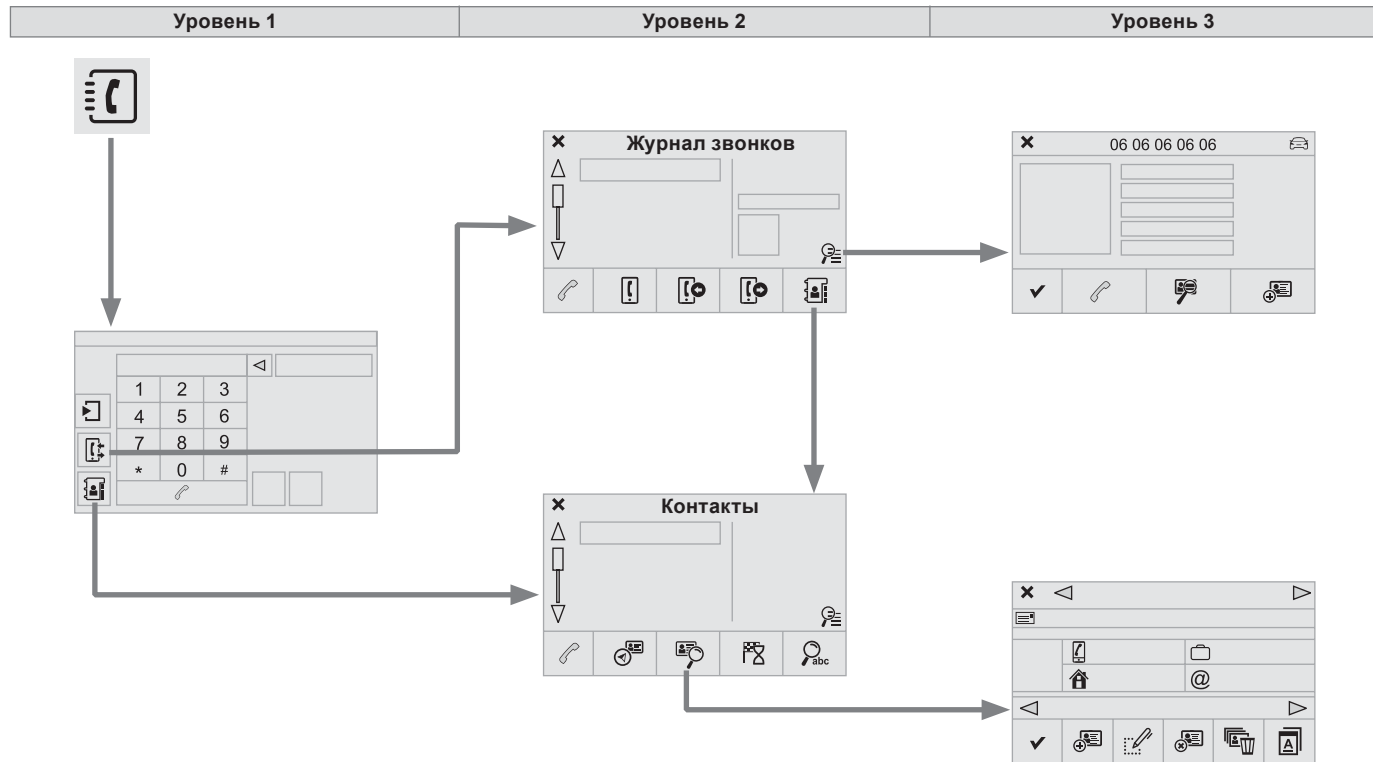 Уровень 1
Уровень 2
Уровень 3
Журнал звонков
06 06 06 06 06
1 2 3
4 5 6
7 8 9
* 0 #
Контакты
abc
@
A